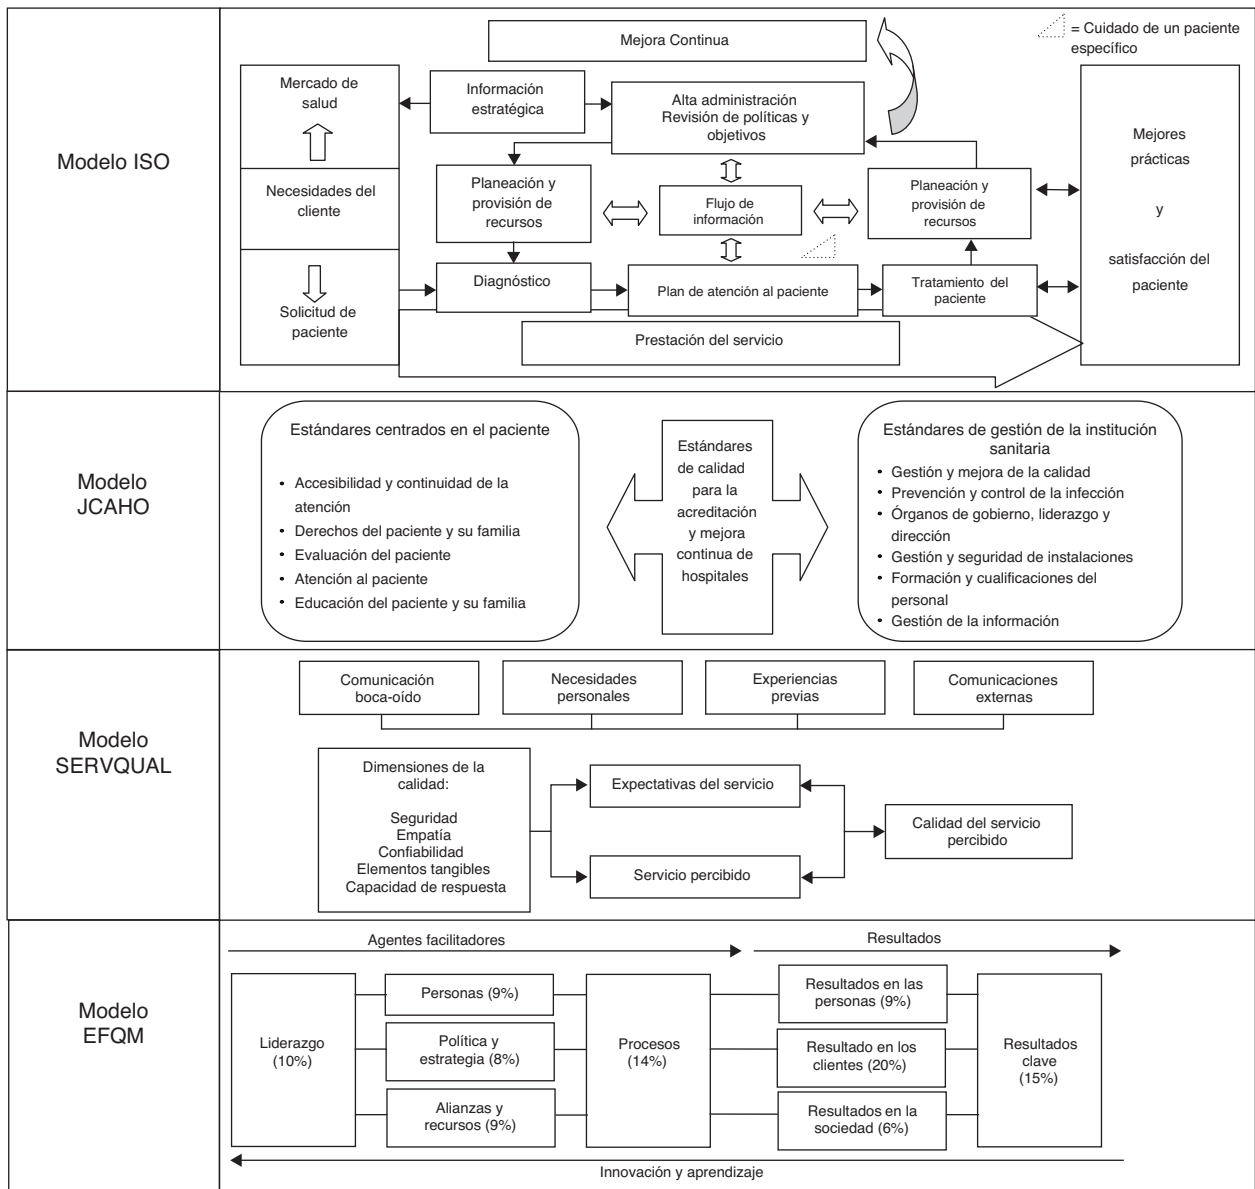 Modelo ISO
Mejora Continua
= Cuidado de un paciente
específico
Mercado de
salud
Información
estratégica
Alta administración
Revisión de políticas y
objetivos
Necesidades del
cliente
Planeación y
provisión de
recursos
Flujo de
información
Planeación y
provisión de
recursos
Mejores
prácticas
y
satisfacción del
paciente
Solicitud de
paciente
Diagnóstico
Plan de atención al paciente
Tratamiento del
paciente
Prestación del servicio
Modelo
JCAHO
Estándares centrados en el paciente
• Accesibilidad y continuidad de la
atención
• Derechos del paciente y su familia
• Evaluación del paciente
• Atención al paciente
• Educación del paciente y su familia
Estándares
de calidad
para la
acreditación
y mejora
continua de
hospitales
Estándares de gestión de la institución
sanitaria
• Gestión y mejora de la calidad
• Prevención y control de la infección
• Órganos de gobierno, liderazgo y
dirección
• Gestión y seguridad de instalaciones
• Formación y cualificaciones del
personal
• Gestión de la información
Modelo
SERVQUAL
Comunicación
boca-oído
Necesidades
personales
Experiencias
previas
Comunicaciones
externas
Dimensiones de la
calidad:
Seguridad
Empatía
Confiabilidad
Elementos tangibles
Capacidad de respuesta
Expectativas del servicio
Servicio percibido
Calidad del servicio
percibido
Modelo
EFQM
Agentes facilitadores
Resultados
Liderazgo
(10%)
Personas (9%)
Política y
estrategia (8%)
Alianzas y
recursos (9%)
Procesos
(14%)
Resultados en las
personas (9%)
Resultado en los
clientes (20%)
Resultados en la
sociedad (6%)
Resultados
clave
(15%)
Innovación y aprendizaje